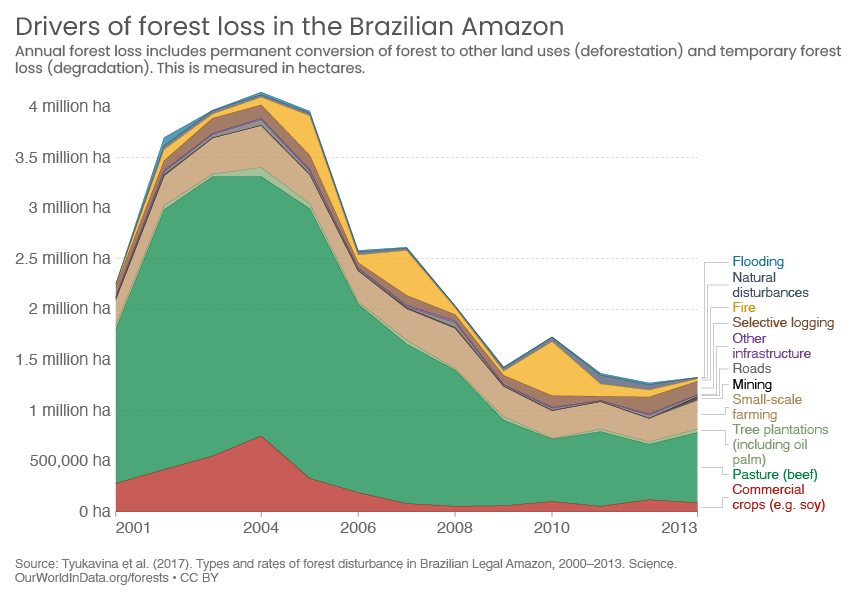 Drivers of forest loss in the Brazilian Amazon
Annual forest loss includes permanent conversion of forest to other land uses (deforestation) and temporary forest
loss (degradation). This is measured in hectares.
4 million ha
3.5 million ha
3 million ha
2.5 million ha
2 million ha
1.5 million ha
1 million ha
500,000 ha
0 ha
2001
2004
2006
2008
2010
2013
Flooding
Natural
disturbances
Fire
Selective logging
Other
infrastructure
Roads
Mining
Small-scale
farming
Tree plantations
(including oil
palm)
Pasture (beef)
Commercial
crops (e.g. soy)
Source: Tyukavina et al. (2017). Types and rates of forest disturbance in Brazilian Legal Amazon, 2000–2013. Science.
OurWorldInData.org/forests • CC BY